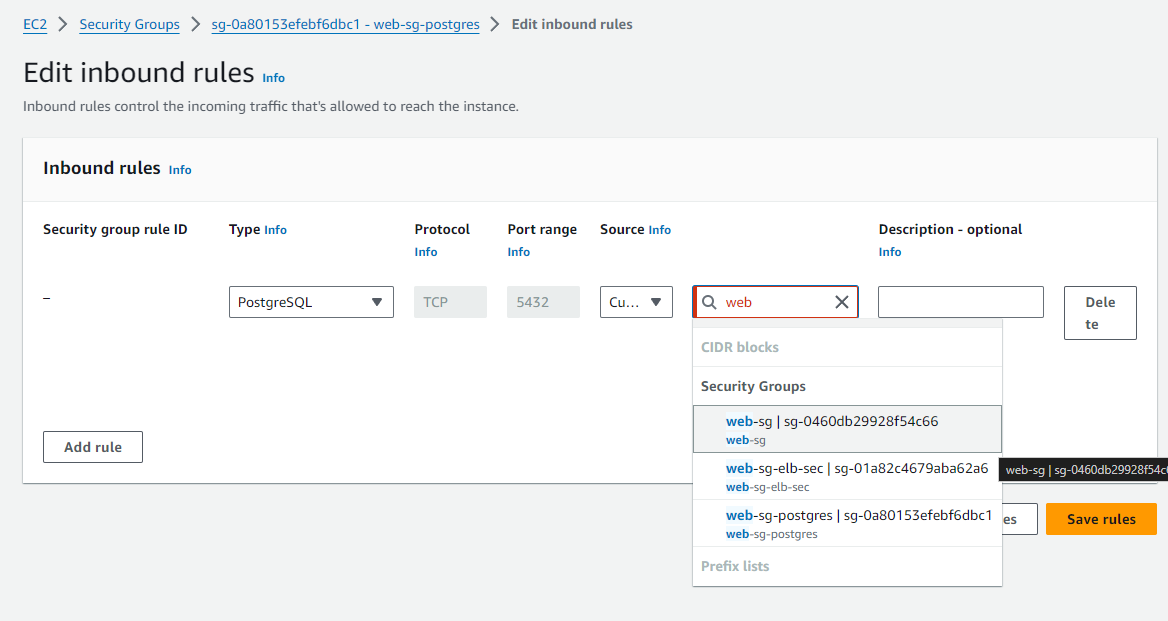 EC2 > Security Groups > sg-0a80153efebf6dbc1 - web-sg-postgres > Edit inbound rules
Edit inbound rules Info
Inbound rules control the incoming traffic that's allowed to reach the instance.
Inbound rules Info
Security group rule ID Type Info Protocol Info Port range Info Source Info Description - optional Info
– PostgreSQL TCP 5432 Cu... web Delete
CIDR blocks
Security Groups
web-sg | sg-0460db29928f54c66
web-sg
web-sg-elb-sec | sg-01a82c4679aba62a6
web-sg-elb-sec
web-sg | sg-0460db29928f54c
web-sg-postgres | sg-0a80153efebf6dbc1
web-sg-postgres
Prefix lists
Add rule
es Save rules